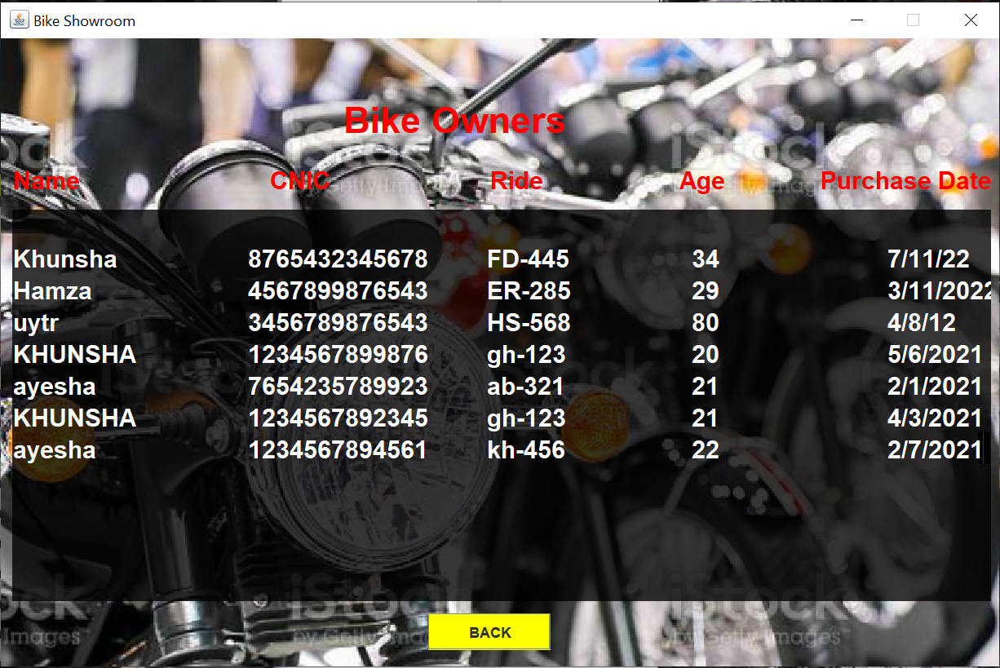 Bike Showroom
Bike Owners
Name CNIC Ride Age Purchase Date
Khunsha 8765432345678 FD-445 34 7/11/22
Hamza 4567899876543 ER-285 29 3/11/2022
uytr 3456789876543 HS-568 80 4/8/12
KHUNSHA 1234567899876 gh-123 20 5/6/2021
ayesha 7654235789923 ab-321 21 2/1/2021
KHUNSHA 1234567892345 gh-123 21 4/3/2021
ayesha 1234567894561 kh-456 22 2/7/2021
iStock
by Getty Images
BACK